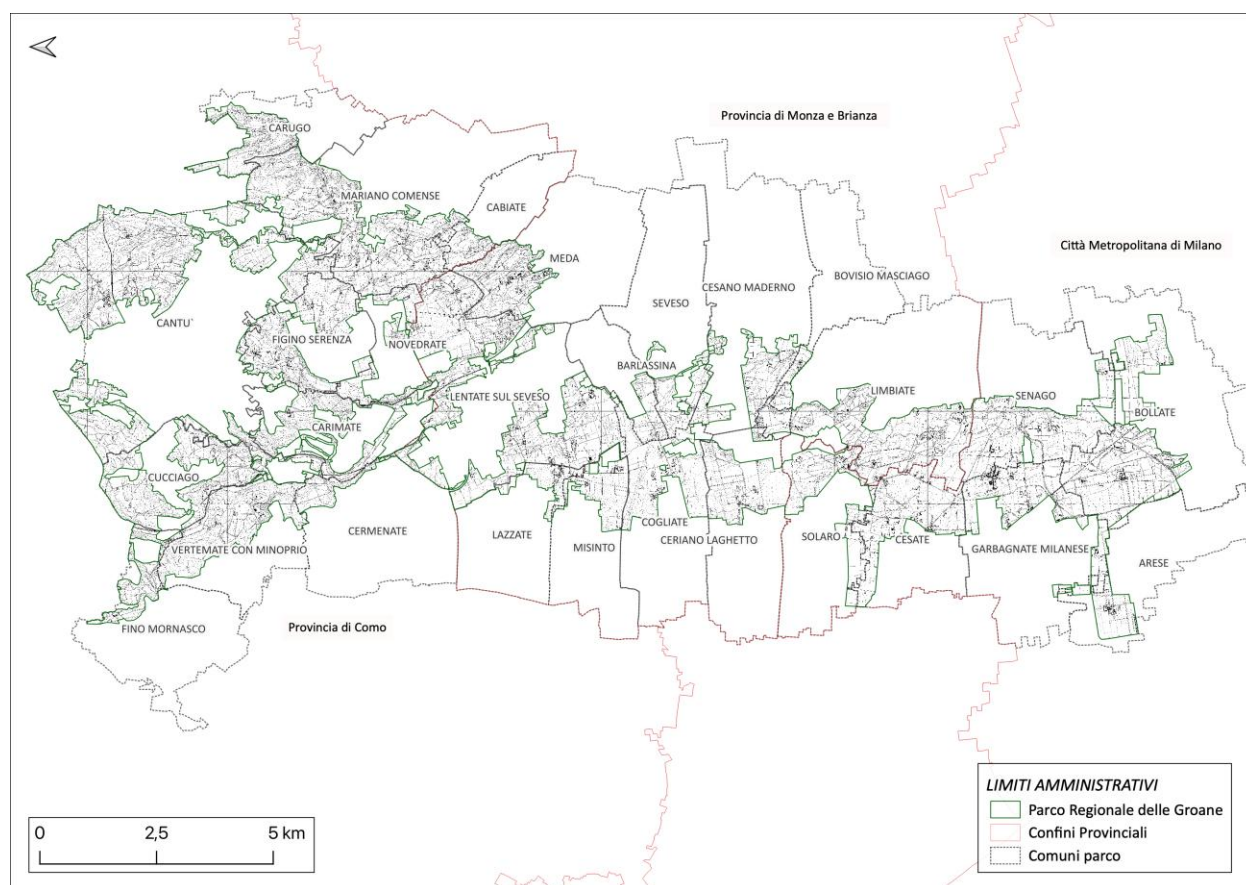 CARUGO
Provincia di Monza e Brianza
MARIANO COMENSE
CABIATE
Città Metropolitana di Milano
MEDA
BOVISIO MASCIAGO
CESANO MADERNO
SEVESO
CANTU`
FIGINO SERENZA
NOVEDRATE
BARLASSINA
LENTATE SUL SEVESO
LIMBIATE
SENAGO
BOLLATE
CARIMATE
CUCCIAGO
COGLIATE
CERMENATE
LAZZATE
MISINTO
CERIANO LAGHETTO
SOLARO
CESATE
VERTEMATE CON MINOPRIO
GARBAGNATE MILANESE
ARESE
FINO MORNASCO
Provincia di Como
LIMITI AMMINISTRATIVI
Parco Regionale delle Groane
Confini Provinciali
Comuni parco
0 2,5 5 km